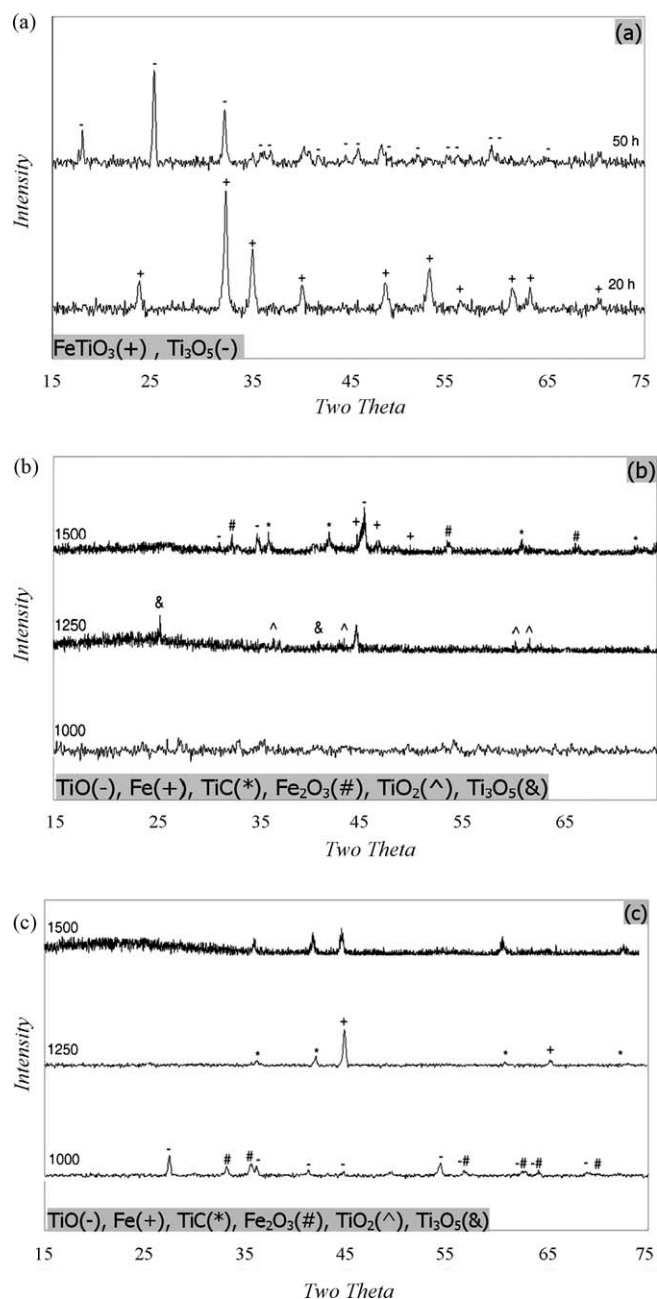 (a)
(a)
Intensity
- - - - - - - - - - - - - - -
50 h
+ + + + + + + + + +
20 h
FeTiO₃(+) , Ti₃O₅(-)
15 25 35 45 55 65 75
Two Theta
(b)
(b)
Intensity
1500
- # - * * + - + + # * # *
1250
& ^ & ^ ^ ^
1000
TiO(-), Fe(+), TiC(*), Fe₂O₃(#), TiO₂(^), Ti₃O₅(&)
15 25 35 45 55 65
Two Theta
(c)
(c)
Intensity
1500
1250
* * + * + *
1000
- # # - - - - -# -# -# - #
TiO(-), Fe(+), TiC(*), Fe₂O₃(#), TiO₂(^), Ti₃O₅(&)
15 25 35 45 55 65 75
Two Theta